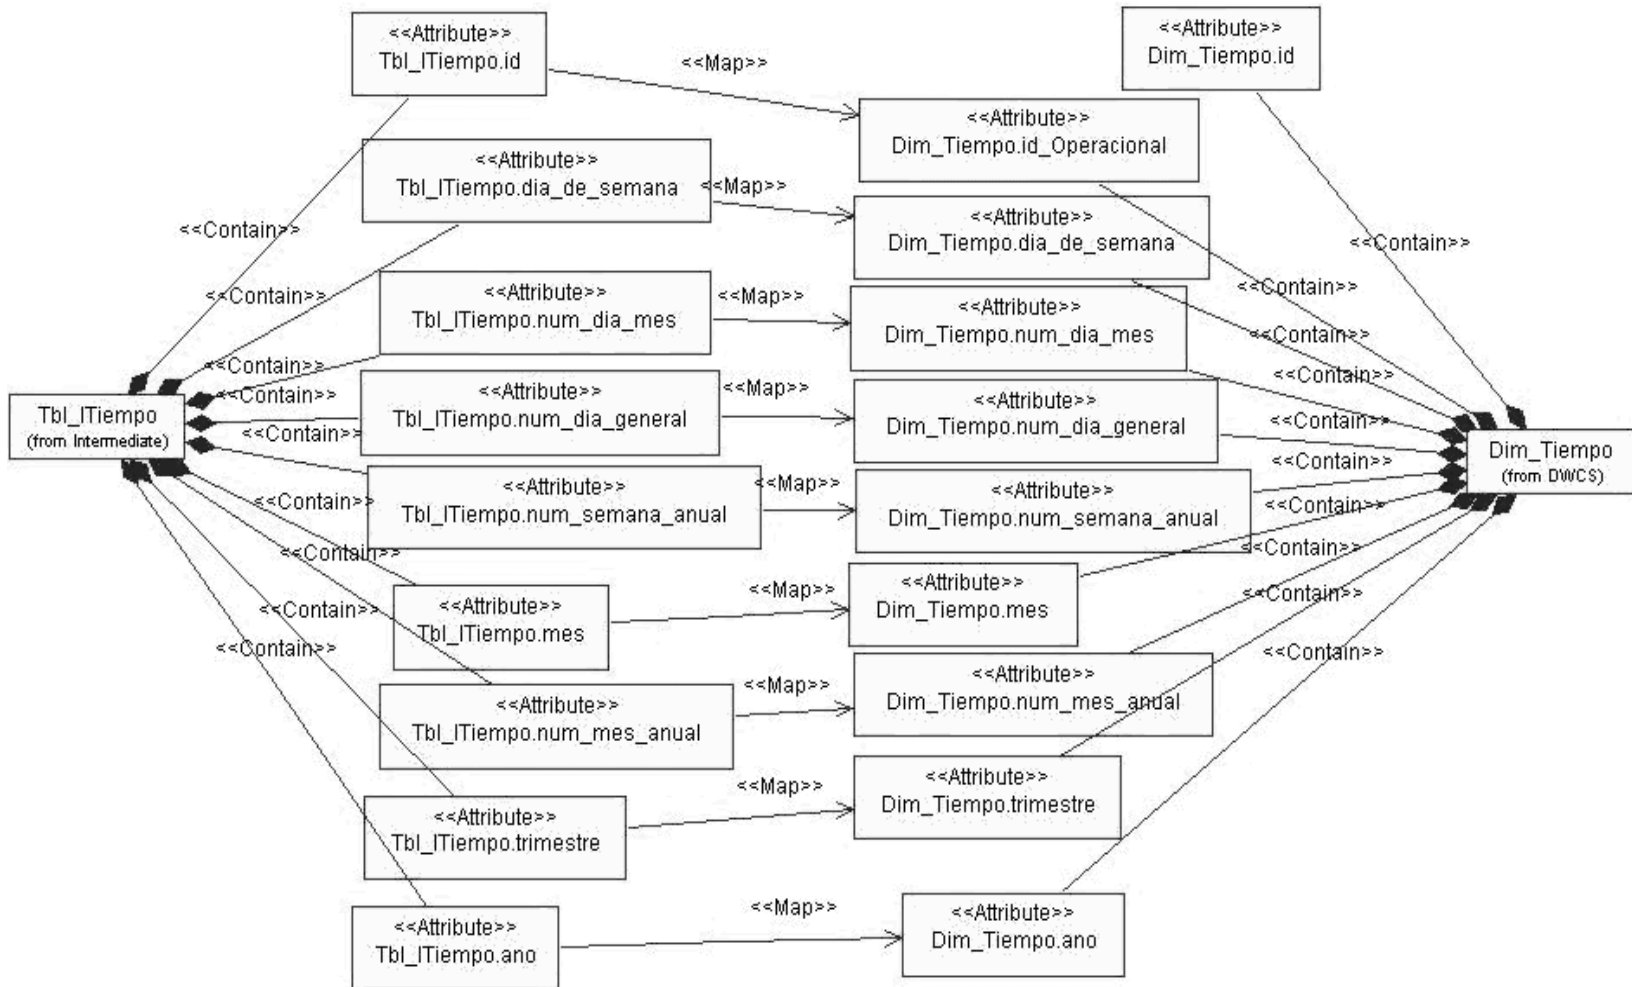 <<Attribute>>
Tbl_ITiempo.id
<<Map>>
<<Attribute>>
Dim_Tiempo.id
<<Attribute>>
Dim_Tiempo.id_Operacional
<<Attribute>>
Tbl_ITiempo.dia_de_semana
<<Map>>
<<Attribute>>
Dim_Tiempo.dia_de_semana
<<Contain>>
<<Contain>>
<<Contain>>
<<Attribute>>
Tbl_ITiempo.num_dia_mes
<<Map>>
<<Attribute>>
Dim_Tiempo.num_dia_mes
<<Contain>>
<<Contain>>
<<Contain>>
<<Contain>>
<<Contain>>
<<Attribute>>
Tbl_ITiempo.num_dia_general
<<Map>>
<<Attribute>>
Dim_Tiempo.num_dia_general
<<Contain>>
Tbl_ITiempo
(from Intermediate)
<<Contain>>
<<Contain>>
Dim_Tiempo
(from DWCS)
<<Attribute>>
Tbl_ITiempo.num_semana_anual
<<Map>>
<<Attribute>>
Dim_Tiempo.num_semana_anual
<<Contain>>
<<Contain>>
<<Contain>>
<<Contain>>
<<Attribute>>
Tbl_ITiempo.mes
<<Map>>
<<Attribute>>
Dim_Tiempo.mes
<<Contain>>
<<Contain>>
<<Contain>>
<<Contain>>
<<Attribute>>
Tbl_ITiempo.num_mes_anual
<<Map>>
<<Attribute>>
Dim_Tiempo.num_mes_anual
<<Attribute>>
Tbl_ITiempo.trimestre
<<Map>>
<<Attribute>>
Dim_Tiempo.trimestre
<<Attribute>>
Tbl_ITiempo.ano
<<Map>>
<<Attribute>>
Dim_Tiempo.ano